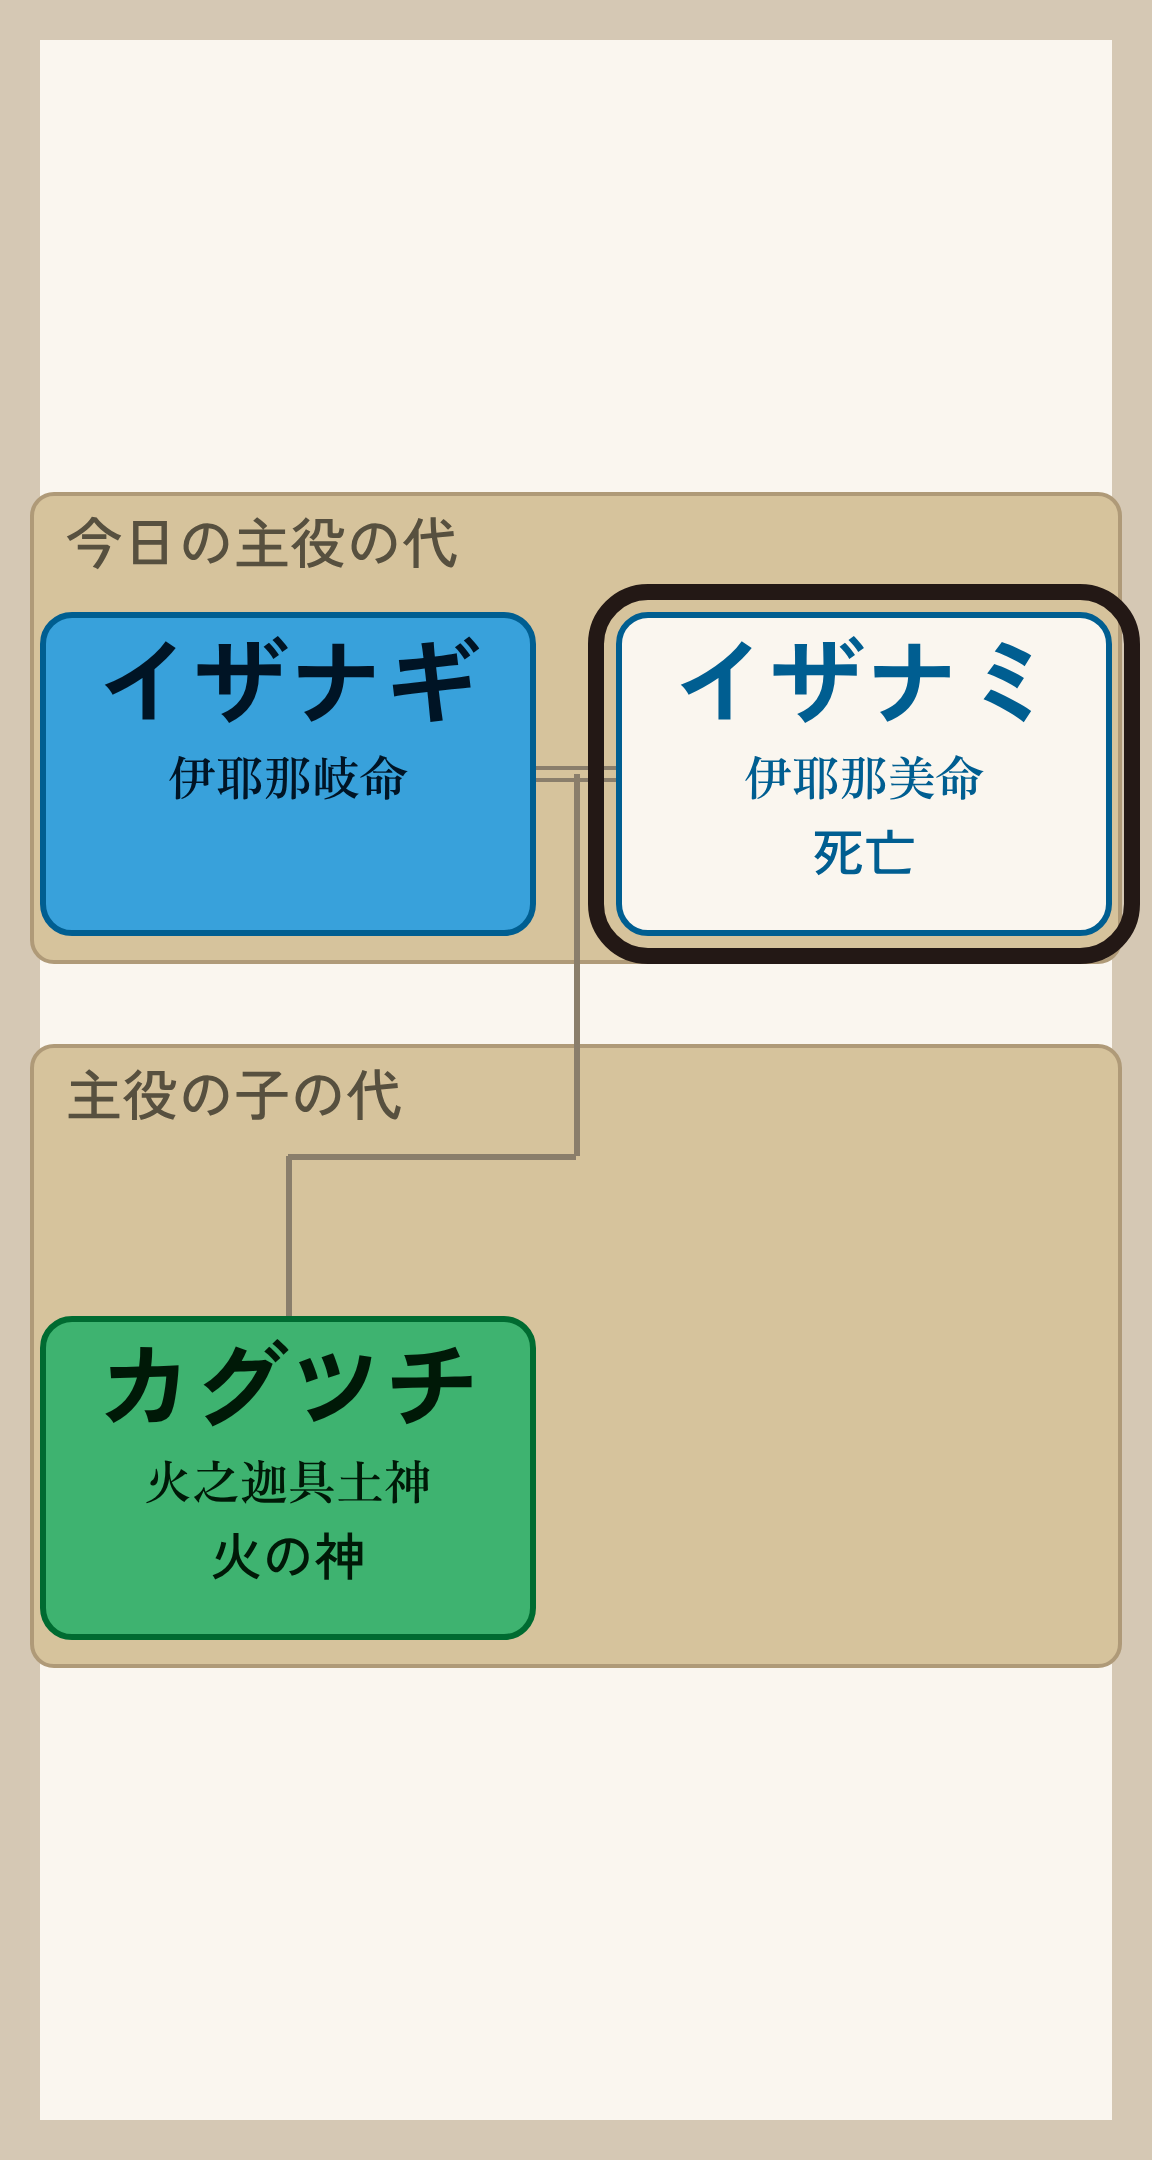 今日の主役の代
イザナギ
伊耶那岐命
イザナミ
伊耶那美命
死亡
主役の子の代
カグツチ
火之迦具土神
火の神